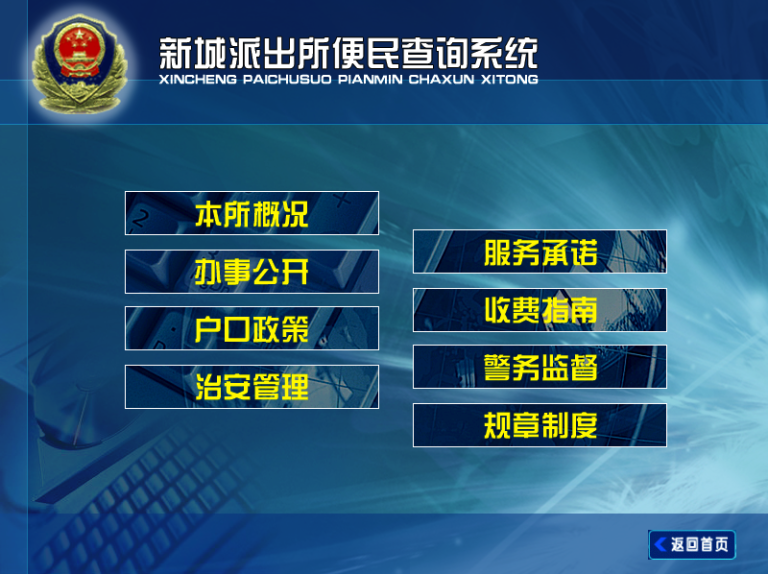 新城派出所便民查询系统
XINCHENG PAICHUSUO PIANMIN CHAXUN XITONG
本所概况
办事公开
户口政策
治安管理
服务承诺
收费指南
警务监督
规章制度
返回首页